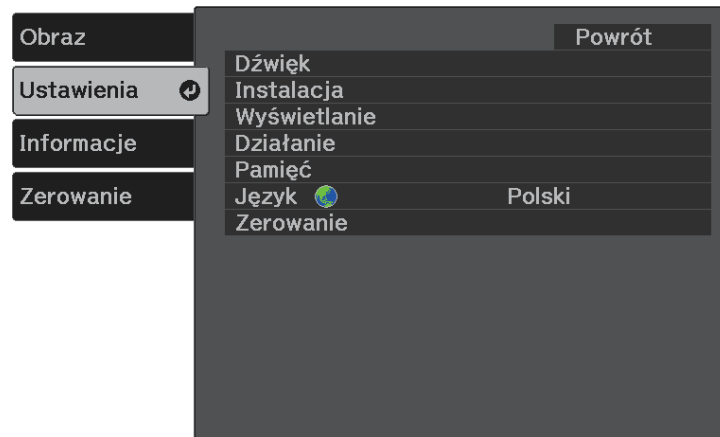 Obraz
Ustawienia
Informacje
Zerowanie
Powrót
Dźwięk
Instalacja
Wyświetlanie
Działanie
Pamięć
Język Polski
Zerowanie